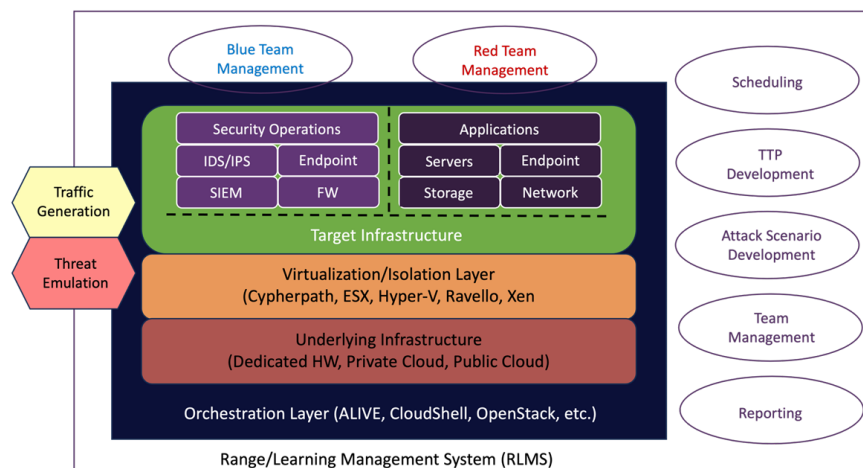 Blue Team
Management
Red Team
Management
Scheduling
Security Operations
Applications
IDS/IPS
Endpoint
Servers
Endpoint
TTP
Development
SIEM
FW
Storage
Network
Traffic
Generation
Target Infrastructure
Attack Scenario
Development
Threat
Emulation
Virtualization/Isolation Layer
(Cypherpath, ESX, Hyper-V, Ravello, Xen
Team
Management
Underlying Infrastructure
(Dedicated HW, Private Cloud, Public Cloud)
Orchestration Layer (ALIVE, CloudShell, OpenStack, etc.)
Reporting
Range/Learning Management System (RLMS)